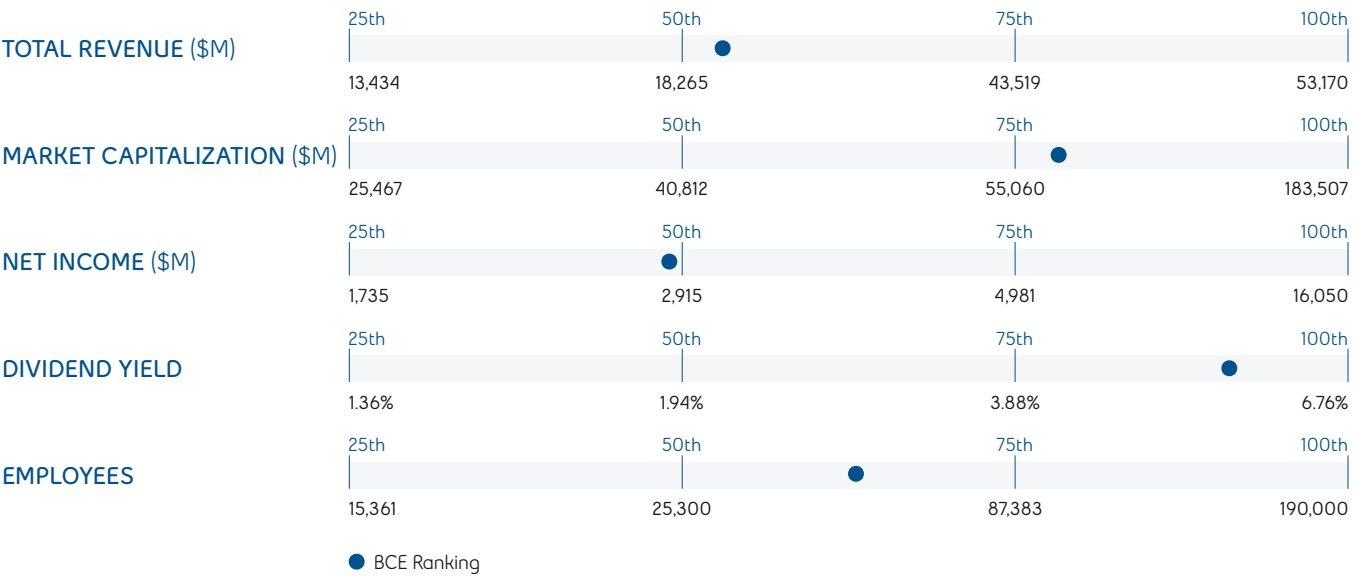 25th 50th 75th 100th
TOTAL REVENUE ($M)
13,434 18,265 43,519 53,170
25th 50th 75th 100th
MARKET CAPITALIZATION ($M)
25,467 40,812 55,060 183,507
25th 50th 75th 100th
NET INCOME ($M)
1,735 2,915 4,981 16,050
25th 50th 75th 100th
DIVIDEND YIELD
1.36% 1.94% 3.88% 6.76%
25th 50th 75th 100th
EMPLOYEES
15,361 25,300 87,383 190,000
BCE Ranking